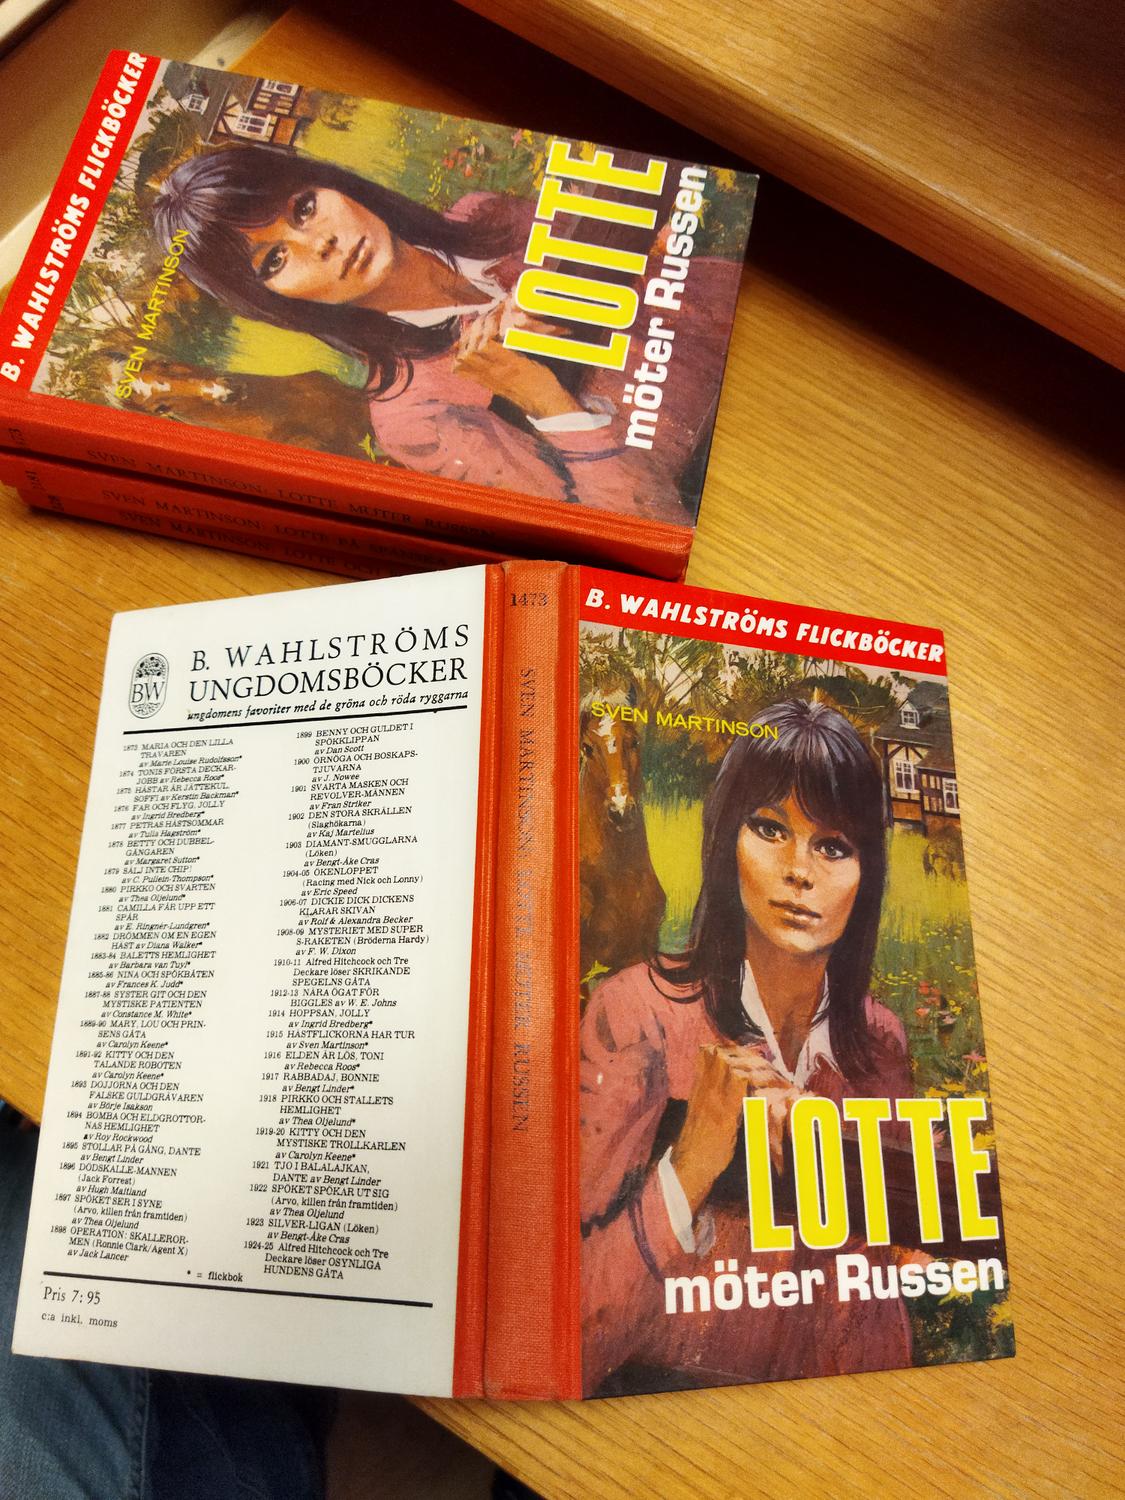 B. WAHLSTRÖMS FLICKBÖCKER
SVEN MARTINSON
LOTTE
möter Russen
SVEN MARTINSON: LOTTE MÖTER RUSSEN
1481
SVEN MARTINSON: LOTTE PÅ SPANSKA
SVEN MARTINSON: LOTTE OCH
B. WAHLSTRÖMS
UNGDOMSBÖCKER
ungdomens favoriter med de gröna och röda ryggarna
BW
1873 MARIA OCH DEN LILLA
TRAVAREN
av Marie Louise Rudolfsson*
1874 TONIS FÖRSTA DECKAR-
JOBB av Rebecca Roos*
1875 HÄSTAR ÄR JÄTTEKUL,
SOFFI av Kerstin Backman*
1876 FAR OCH FLYG, JOLLY
av Ingrid Bredberg*
1877 PETRAS HÄSTSOMMAR
av Tulla Hagström*
1878 BETTY OCH DUBBEL-
GÅNGAREN
av Margaret Sutton*
1879 SÄLJ INTE CHIP!
av C. Pullein-Thompson*
1880 PIRKKO OCH SVARTEN
av Thea Oljelund*
1881 CAMILLA FÅR UPP ETT
SPÅR
av E. Ringnér-Lundgren*
1882 DRÖMMEN OM EN EGEN
HÄST av Diana Walker*
1883-84 BALETTS HEMLIGHET
av Barbara van Tuyl*
1885-86 NINA OCH SPÖKBÅTEN
av Frances K. Judd*
1887-88 SYSTER GIT OCH DEN
MYSTISKE PATIENTEN
av Constance M. White*
1889-90 MARY, LOU OCH PRIN-
SENS GÅTA
av Carolyn Keene*
1891-92 KITTY OCH DEN
TALANDE ROBOTEN
av Carolyn Keene*
1893 DOJJORNA OCH DEN
FALSKE GULDGRÄVAREN
av Börje Isakson
1894 BOMBA OCH ELDGROTTOR-
NAS HEMLIGHET
av Roy Rockwood
1895 STOLLAR PÅ GÅNG, DANTE
av Bengt Linder
1896 DÖDSKALLE-MANNEN
(Jack Forrest)
av Hugh Maitland
1897 SPÖKET SER I SYNE
(Arvo, killen från framtiden)
av Thea Oljelund
1898 OPERATION: SKALLEROR-
MEN (Ronnie Clark/Agent X)
av Jack Lancer
1899 BENNY OCH GULDET I
SPÖKKLIPPAN
av Dan Scott
1900 ÖRNÖGA OCH BOSKAPS-
TJUVARNA
av J. Nowee
1901 SVARTA MASKEN OCH
REVOLVER-MÄNNEN
av Fran Striker
1902 DEN STORA SKRÄLLEN
(Slaghökarna)
av Kaj Martelius
1903 DIAMANT-SMUGGLARNA
(Löken)
av Bengt-Åke Cras
1904-05 ÖKENLOPPET
(Racing med Nick och Lonny)
av Eric Speed
1906-07 DICKIE DICK DICKENS
KLARAR SKIVAN
av Rolf & Alexandra Becker
1908-09 MYSTERIET MED SUPER
S-RAKETEN (Bröderna Hardy)
av F. W. Dixon
1910-11 Alfred Hitchcock och Tre
Deckare löser SKRIKANDE
SPEGELNS GÅTA
1912-13 NÄRA ÖGAT FÖR
BIGGLES av W. E. Johns
1914 HOPPSAN, JOLLY
av Ingrid Bredberg*
1915 HÄSTFLICKORNA HAR TUR
av Sven Martinson*
1916 ELDEN ÄR LÖS, TONI
av Rebecca Roos*
1917 RABBADAJ, BONNIE
av Bengt Linder*
1918 PIRKKO OCH STALLETS
HEMLIGHET
av Thea Oljelund*
1919-20 KITTY OCH DEN
MYSTISKE TROLLKARLEN
av Carolyn Keene*
1921 TJO I BALALAJKAN,
DANTE av Bengt Linder
1922 SPÖKET SPÖKAR UT SIG
(Arvo, killen från framtiden)
av Thea Oljelund
1923 SILVER-LIGAN (Löken)
av Bengt-Åke Cras
1924-25 Alfred Hitchcock och Tre
Deckare löser OSYNLIGA
HUNDENS GÅTA
* = flickbok
Pris 7:95
c:a inkl. moms
1473
SVEN MARTINSON: LOTTE MÖTER RUSSEN
B. WAHLSTRÖMS FLICKBÖCKER
SVEN MARTINSON
LOTTE
möter Russen